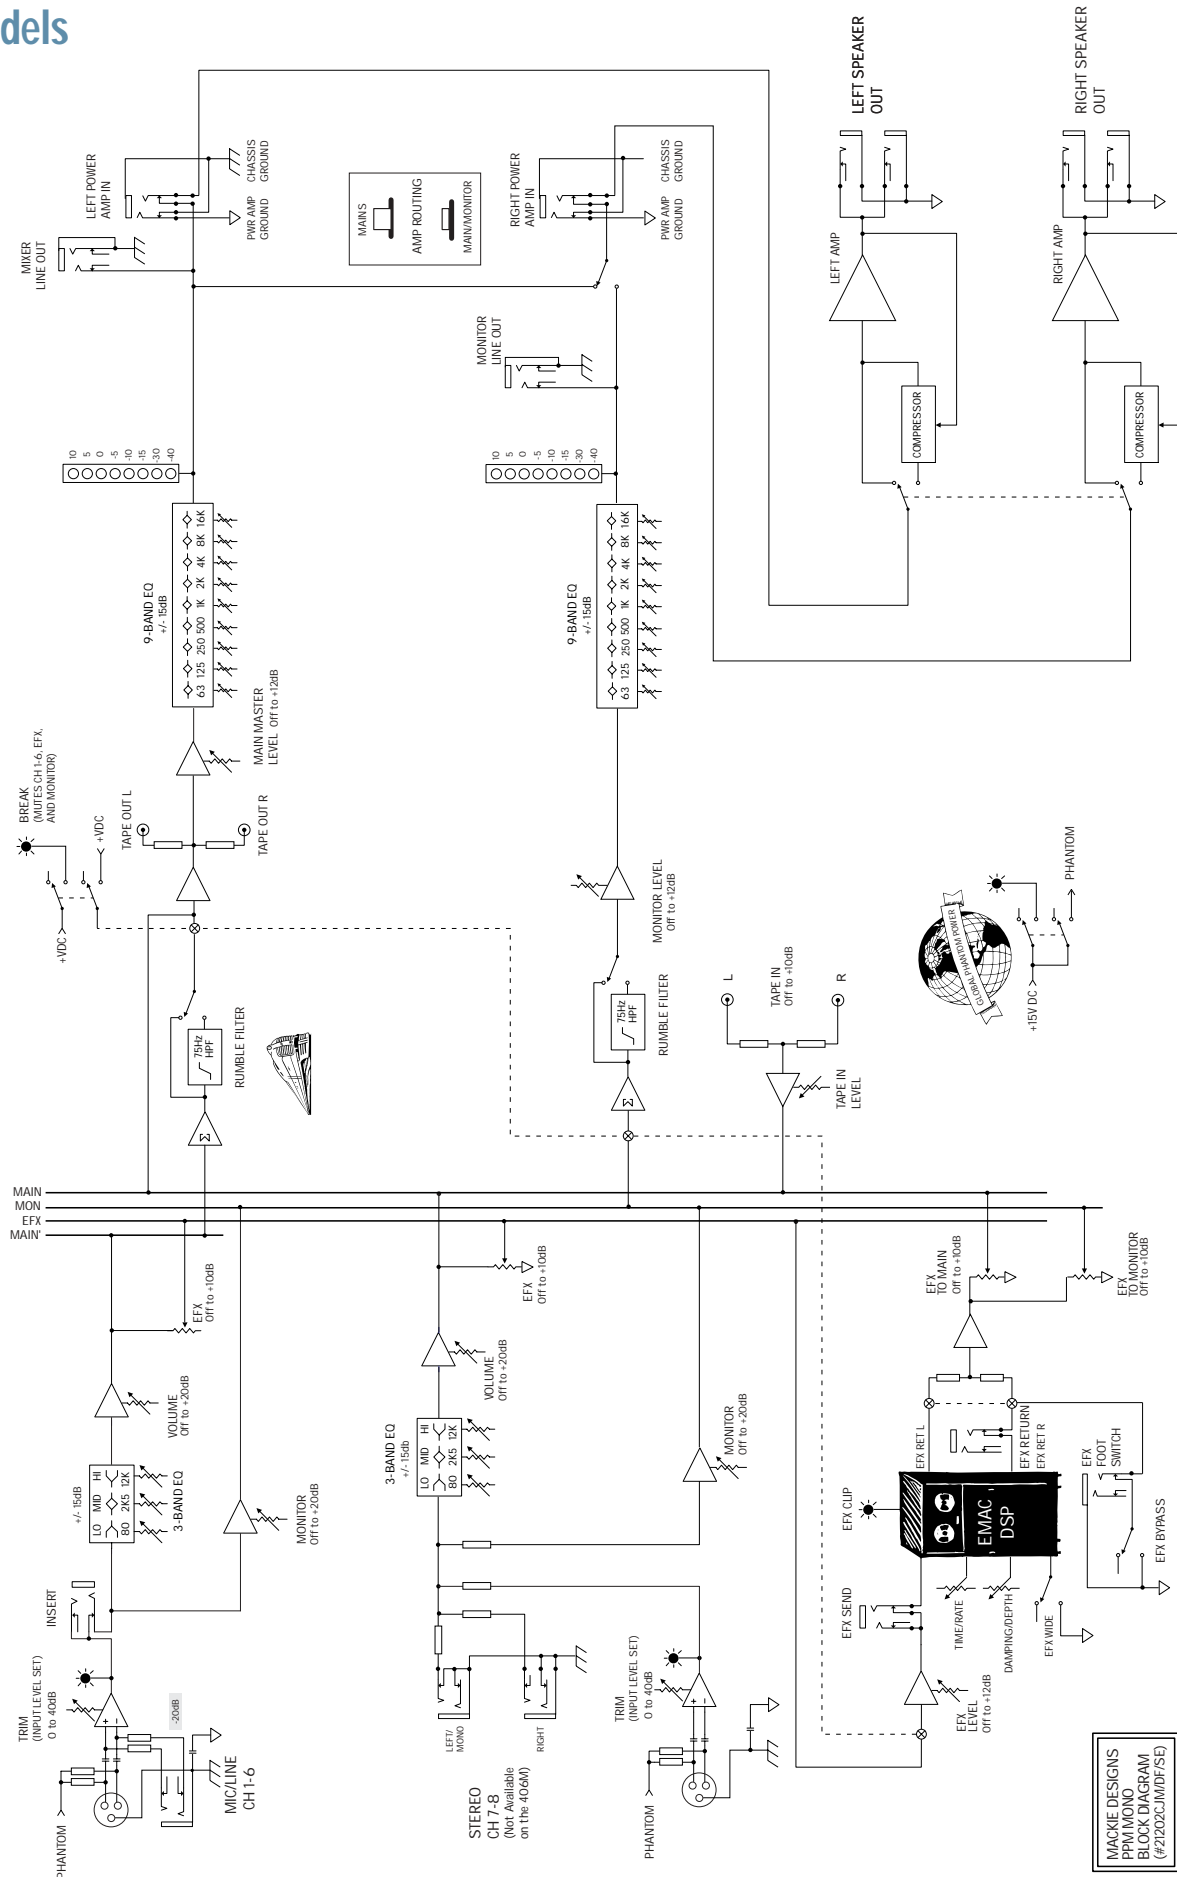 dels
LEFT SPEAKER
OUT
RIGHT SPEAKER
OUT
LEFT POWER
AMP IN
PWR AMP
GROUND
CHASSIS
GROUND
MIXER
LINE OUT
MAINS
AMP ROUTING
MAIN/MONITOR
RIGHT POWER
AMP IN
PWR AMP
GROUND
CHASSIS
GROUND
LEFT AMP
RIGHT AMP
MONITOR
LINE OUT
COMPRESSOR
COMPRESSOR
10
5
0
-5
-10
-15
-30
-40
10
5
0
-5
-10
-15
-30
-40
9-BAND EQ
+/- 15dB
63 125 250 500 1K 2K 4K 8K 16K
9-BAND EQ
+/- 15dB
63 125 250 500 1K 2K 4K 8K 16K
BREAK
(MUTES CH 1-6, EFX,
AND MONITOR)
+VDC
+VDC
TAPE OUT L
TAPE OUT R
MAIN MASTER
LEVEL Off to +12dB
MONITOR LEVEL
Off to +12dB
75Hz
HPF
RUMBLE FILTER
75Hz
HPF
RUMBLE FILTER
L
TAPE IN
Off to +10dB
R
TAPE IN
LEVEL
GLOBAL PHANTOM POWER
+15V DC
PHANTOM
Σ
Σ
MAIN
MON
EFX
MAIN'
EFX
Off to +10dB
EFX
Off to +10dB
EFX
TO MAIN
Off to +10dB
EFX
TO MONITOR
Off to +10dB
VOLUME
Off to +20dB
VOLUME
Off to +20dB
+/- 15dB
LO MID HI
80 2K5 12K
3-BAND EQ
MONITOR
Off to +20dB
3-BAND EQ
+/- 15db
LO MID HI
80 2K5 12K
MONITOR
Off to +20dB
EFX RET L
EFX RETURN
EFX RET R
EFX
FOOT
SWITCH
EFX BYPASS
EFX CLIP
EMAC
DSP
EFX SEND
TIME/RATE
DAMPING/DEPTH
EFX WIDE
EFX
LEVEL
Off to +12dB
INSERT
TRIM
(INPUT LEVEL SET)
0 to 40dB
-20dB
PHANTOM
+
-
MIC/LINE
CH 1-6
LEFT/
MONO
RIGHT
STEREO
CH 7-8
(Not Available
on the 406M)
TRIM
(INPUT LEVEL SET)
0 to 40dB
PHANTOM
+
-
MACKIE DESIGNS
PPM MONO
BLOCK DIAGRAM
(#21202CJM/DF/SE)